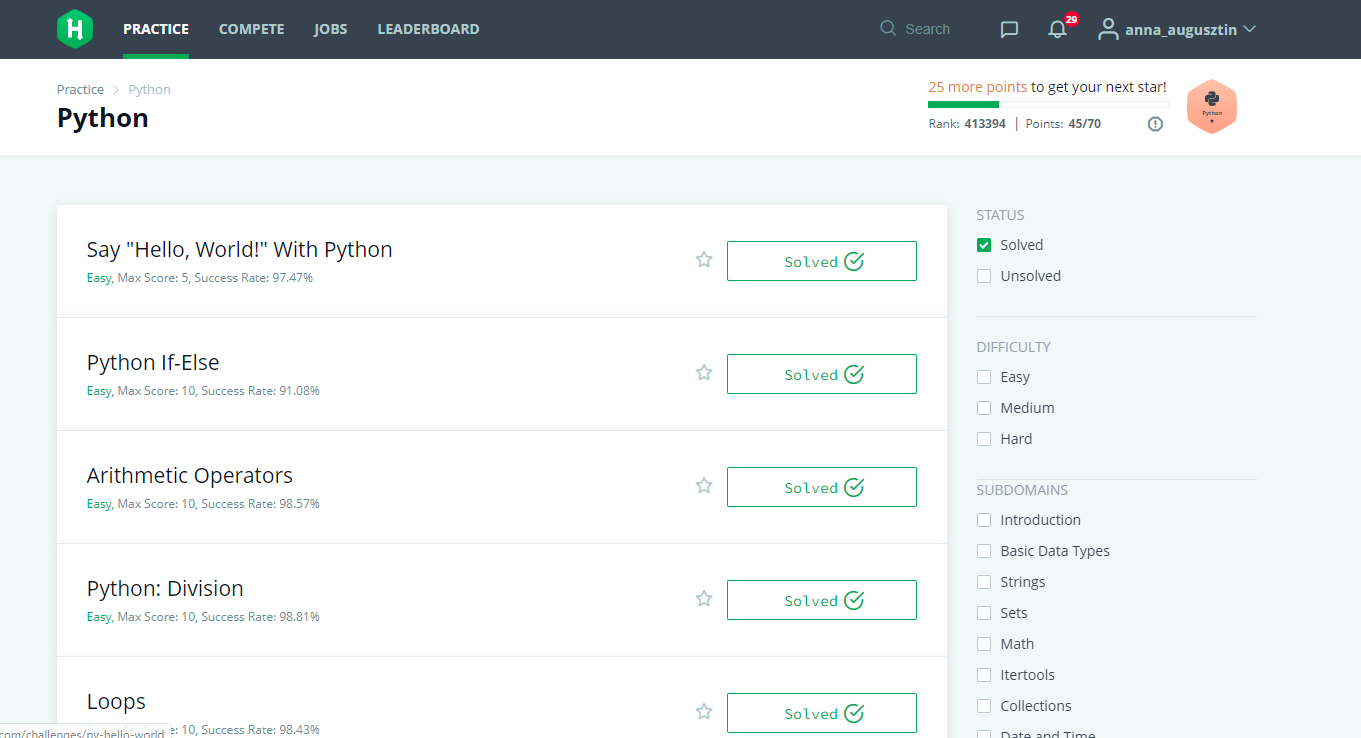 H PRACTICE COMPETE JOBS LEADERBOARD Search 29 anna_augusztin
Practice Python
Python
25 more points to get your next star!
Rank: 413394 | Points: 45/70
Python
Say "Hello, World!" With Python
Easy, Max Score: 5, Success Rate: 97.47%
Solved
Python If-Else
Easy, Max Score: 10, Success Rate: 91.08%
Solved
Arithmetic Operators
Easy, Max Score: 10, Success Rate: 98.57%
Solved
Python: Division
Easy, Max Score: 10, Success Rate: 98.81%
Solved
Loops
e: 10, Success Rate: 98.43%
Solved
.com/challenges/py-hello-world
STATUS
Solved
Unsolved
DIFFICULTY
Easy
Medium
Hard
SUBDOMAINS
Introduction
Basic Data Types
Strings
Sets
Math
Itertools
Collections
Date and Time